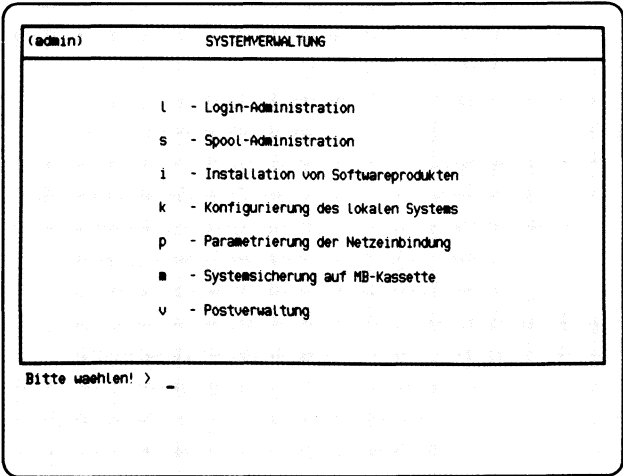 (admin) SYSTEMVERWALTUNG
l - Login-Administration
s - Spool-Administration
i - Installation von Softwareprodukten
k - Konfigurierung des lokalen Systems
p - Parametrierung der Netzeinbindung
m - Systemsicherung auf MB-Kassette
v - Postverwaltung
Bitte waehlen! > _